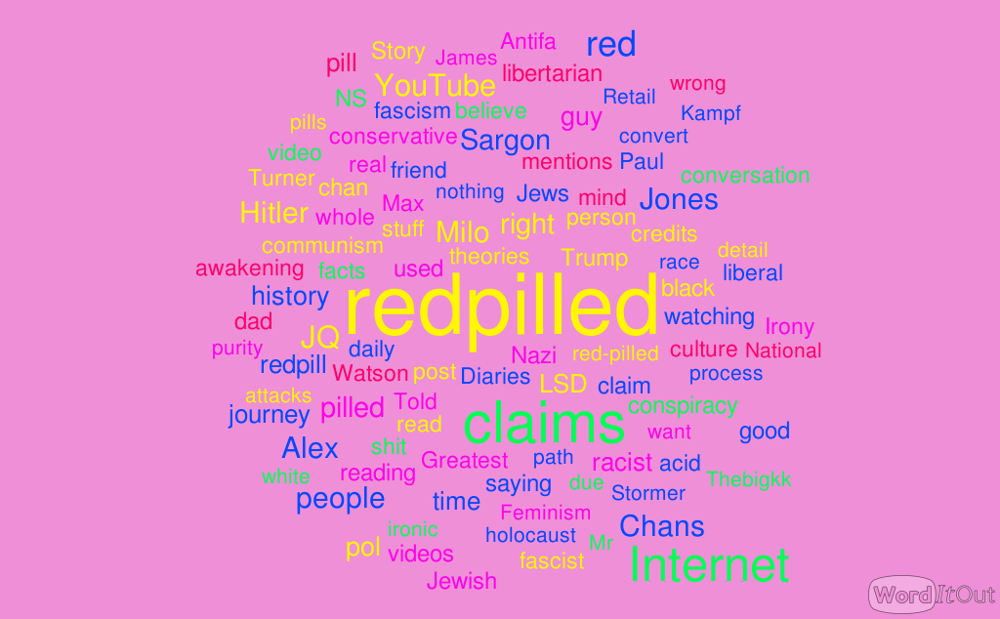 Antifa red
Story James
pill libertarian
YouTube wrong
NS Retail
fascism believe guy Kampf
pills conservative Sargon convert
video real friend mentions Paul
Turner chan nothing Jews mind conversation
Hitler whole Max Jones
stuff Milo right person credits
communism theories Trump detail
awakening facts used race liberal
history redpilled black
dad watching Irony
purity JQ daily Nazi red-pilled culture National
redpill Watson post Diaries LSD claim process
attacks pilled Told conspiracy
journey read claims want good
Alex shit Greatest path racist acid
white reading saying due Stormer Thebigkk
people time Feminism
ironic holocaust Mr Chans
pol videos fascist Internet
Jewish
WordItOut